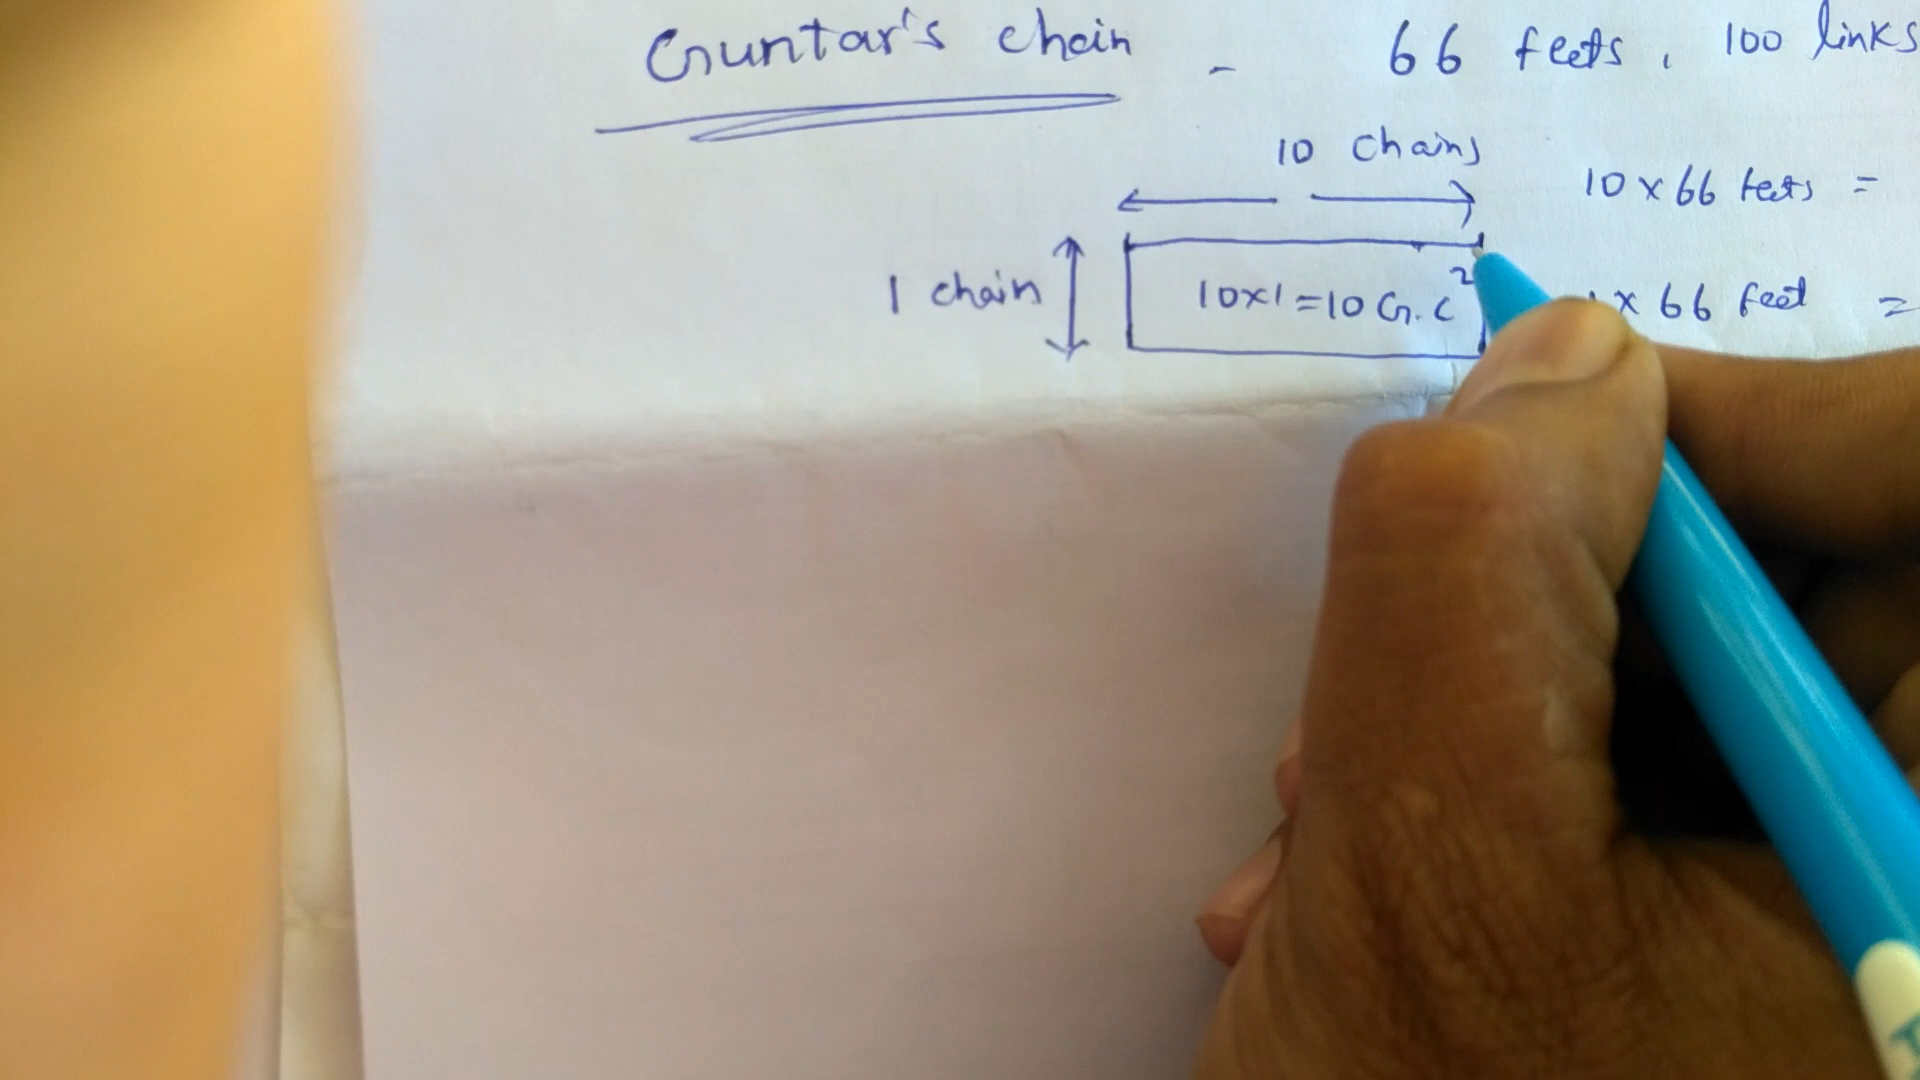 Guntar's chain - 66 feets, 100 links
10 chains
10 x 66 feets =
1 chain
10x1=10 G.C²
x 66 feet =